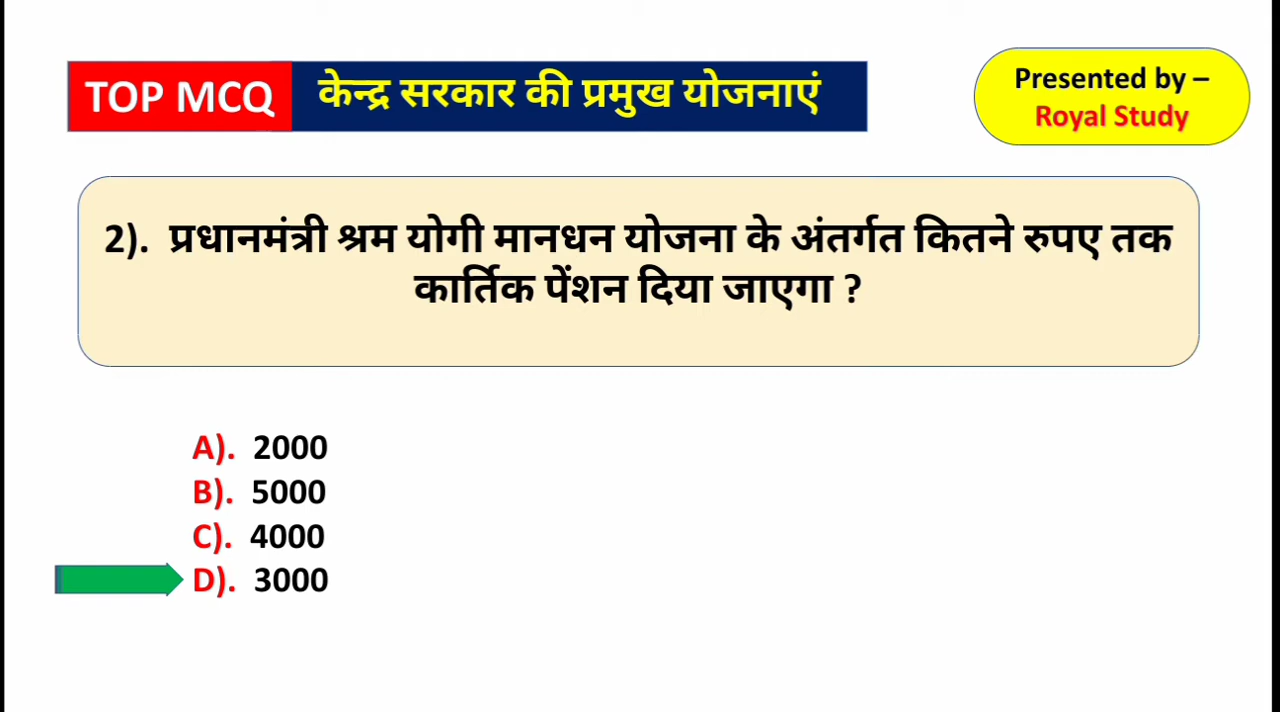 TOP MCQ केन्द्र सरकार की प्रमुख योजनाएं
Presented by –
Royal Study
2). प्रधानमंत्री श्रम योगी मानधन योजना के अंतर्गत कितने रुपए तक
कार्तिक पेंशन दिया जाएगा ?
A). 2000
B). 5000
C). 4000
D). 3000